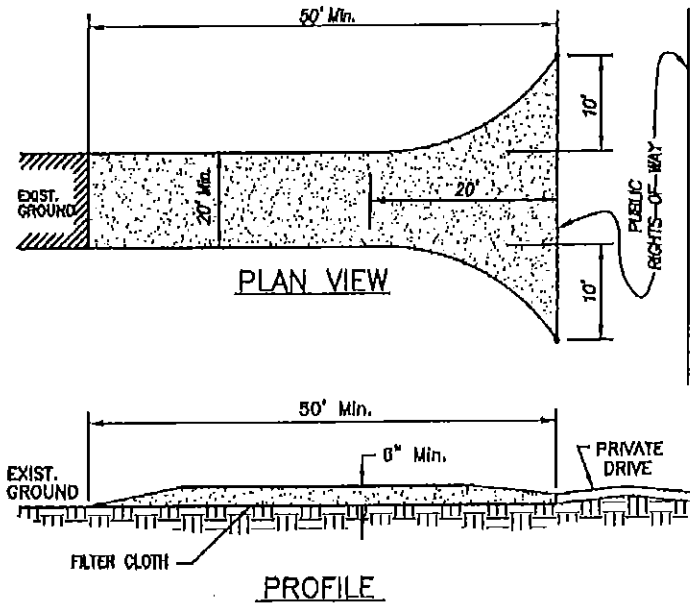 50' Min.
10'
EXIST.
GROUND
20' Min.
20'
PUBLIC
RIGHTS-OF-WAY
10'
PLAN VIEW
50' Min.
6" Min.
EXIST.
GROUND
PRIVATE
DRIVE
FILTER CLOTH
PROFILE